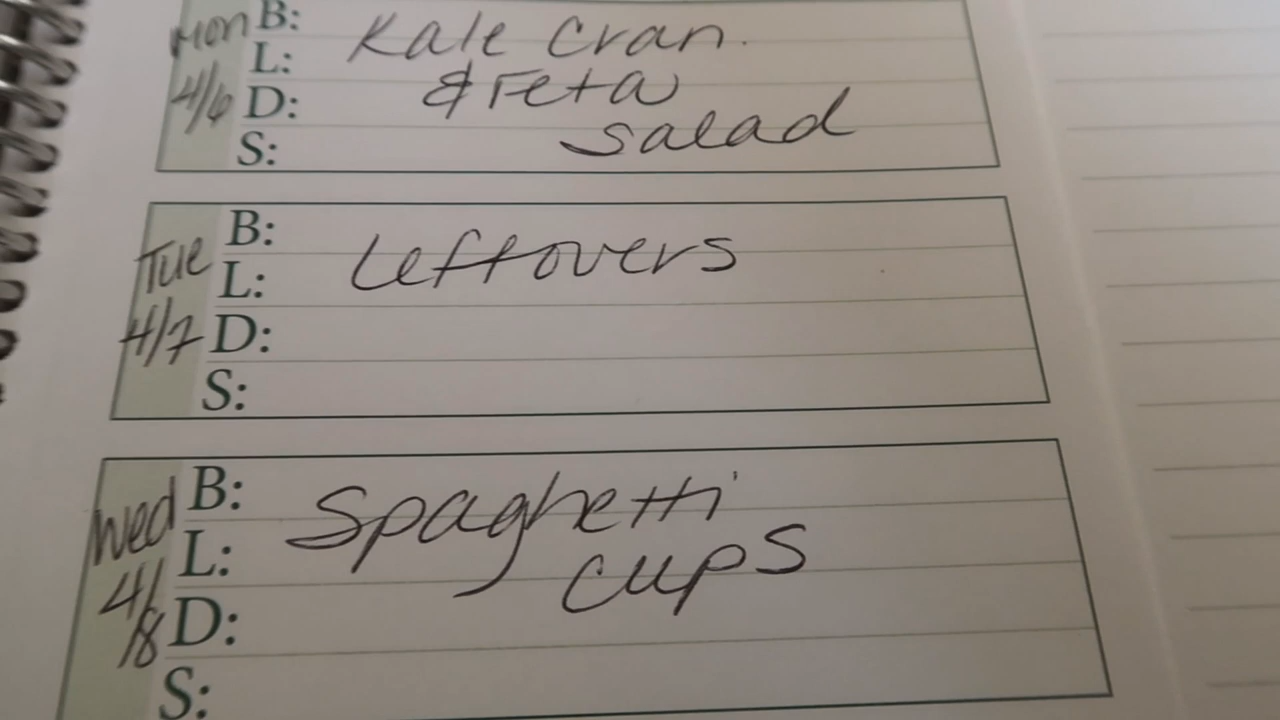 Mon B:
L: Kale Cran.
4/6 D: & Feta
S: salad
Tue B:
L: Leftovers
4/7 D:
S:
Wed B: Spaghetti
L: cups
4/8 D:
S: